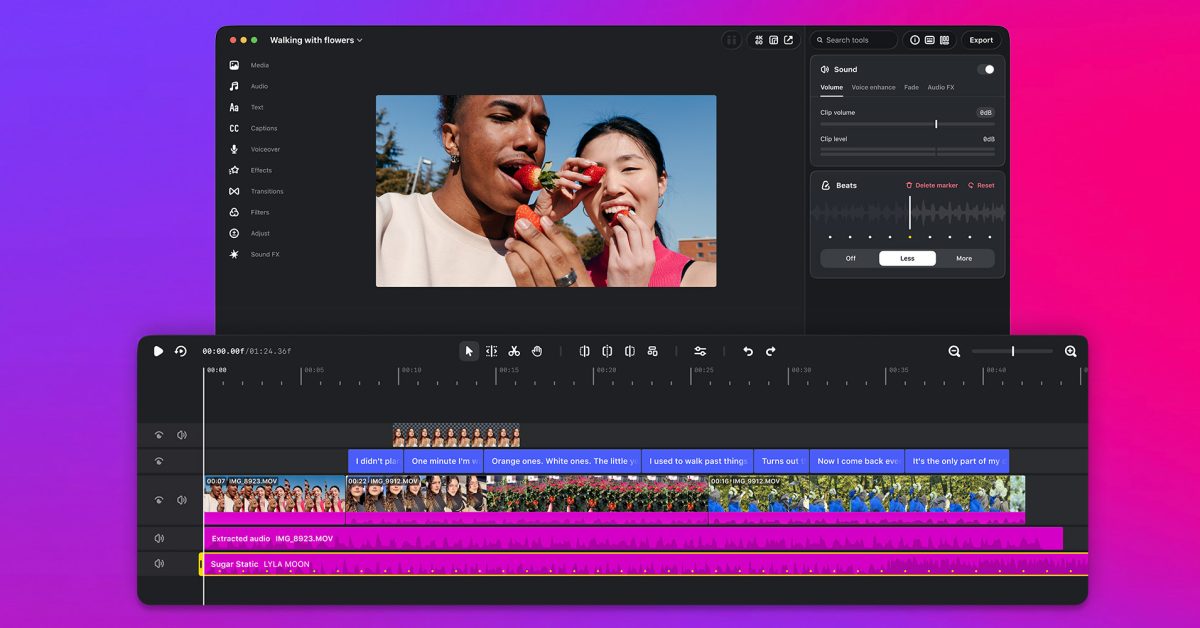 Walking with flowers
4K
60
Search tools
Export
Media
Audio
Aa Text
CC Captions
Voiceover
Effects
Transitions
Filters
Adjust
Sound FX
Sound
Volume Voice enhance Fade Audio FX
Clip volume 0dB
Clip level 0dB
Beats Delete marker Reset
Off Less More
00:00.00f/01:24.36f
00:00 00:05 00:10 00:15 00:20 00:25 00:30 00:35 00:40
I didn't One minute I'm Orange ones. White ones. The little I used to walk past things Turns out Now I come back It's the only part of my
00:07 IMG_8923.MOV 00:22 IMG_9912.MOV 00:16 IMG_9912.MOV
Extracted audio IMG_8923.MOV
Sugar Static LYLA MOON